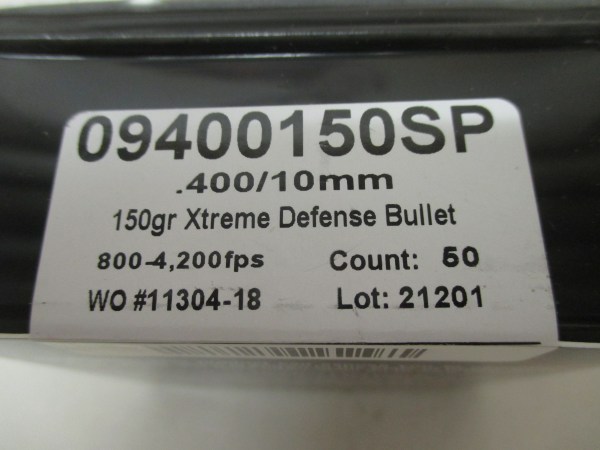 09400150SP
.400/10mm
150gr Xtreme Defense Bullet
800-4,200fps Count: 50
WO #11304-18 Lot: 21201